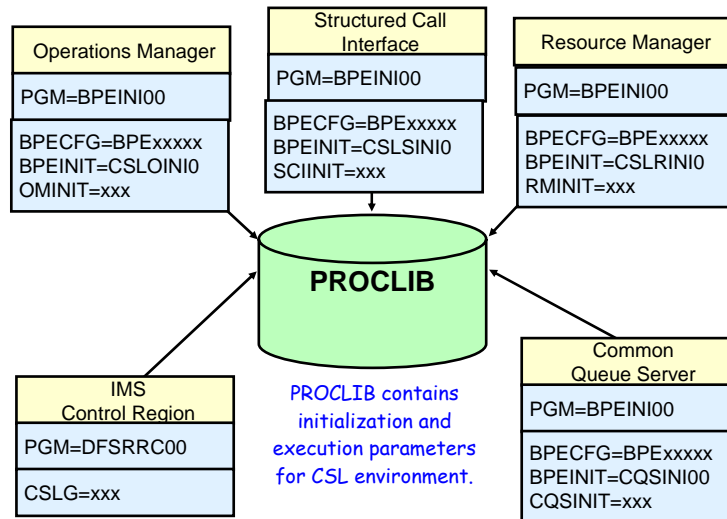 Operations Manager
PGM=BPEINI00
BPECFG=BPExxxxx
BPEINIT=CSLOINI0
OMINIT=xxx
Structured Call
Interface
PGM=BPEINI00
BPECFG=BPExxxxx
BPEINIT=CSLSINI0
SCIINIT=xxx
Resource Manager
PGM=BPEINI00
BPECFG=BPExxxxx
BPEINIT=CSLRINI0
RMINIT=xxx
PROCLIB
IMS
Control Region
PGM=DFSRRC00
CSLG=xxx
PROCLIB contains
initialization and
execution parameters
for CSL environment.
Common
Queue Server
PGM=BPEINI00
BPECFG=BPExxxxx
BPEINIT=CQSINI00
CQSINIT=xxx